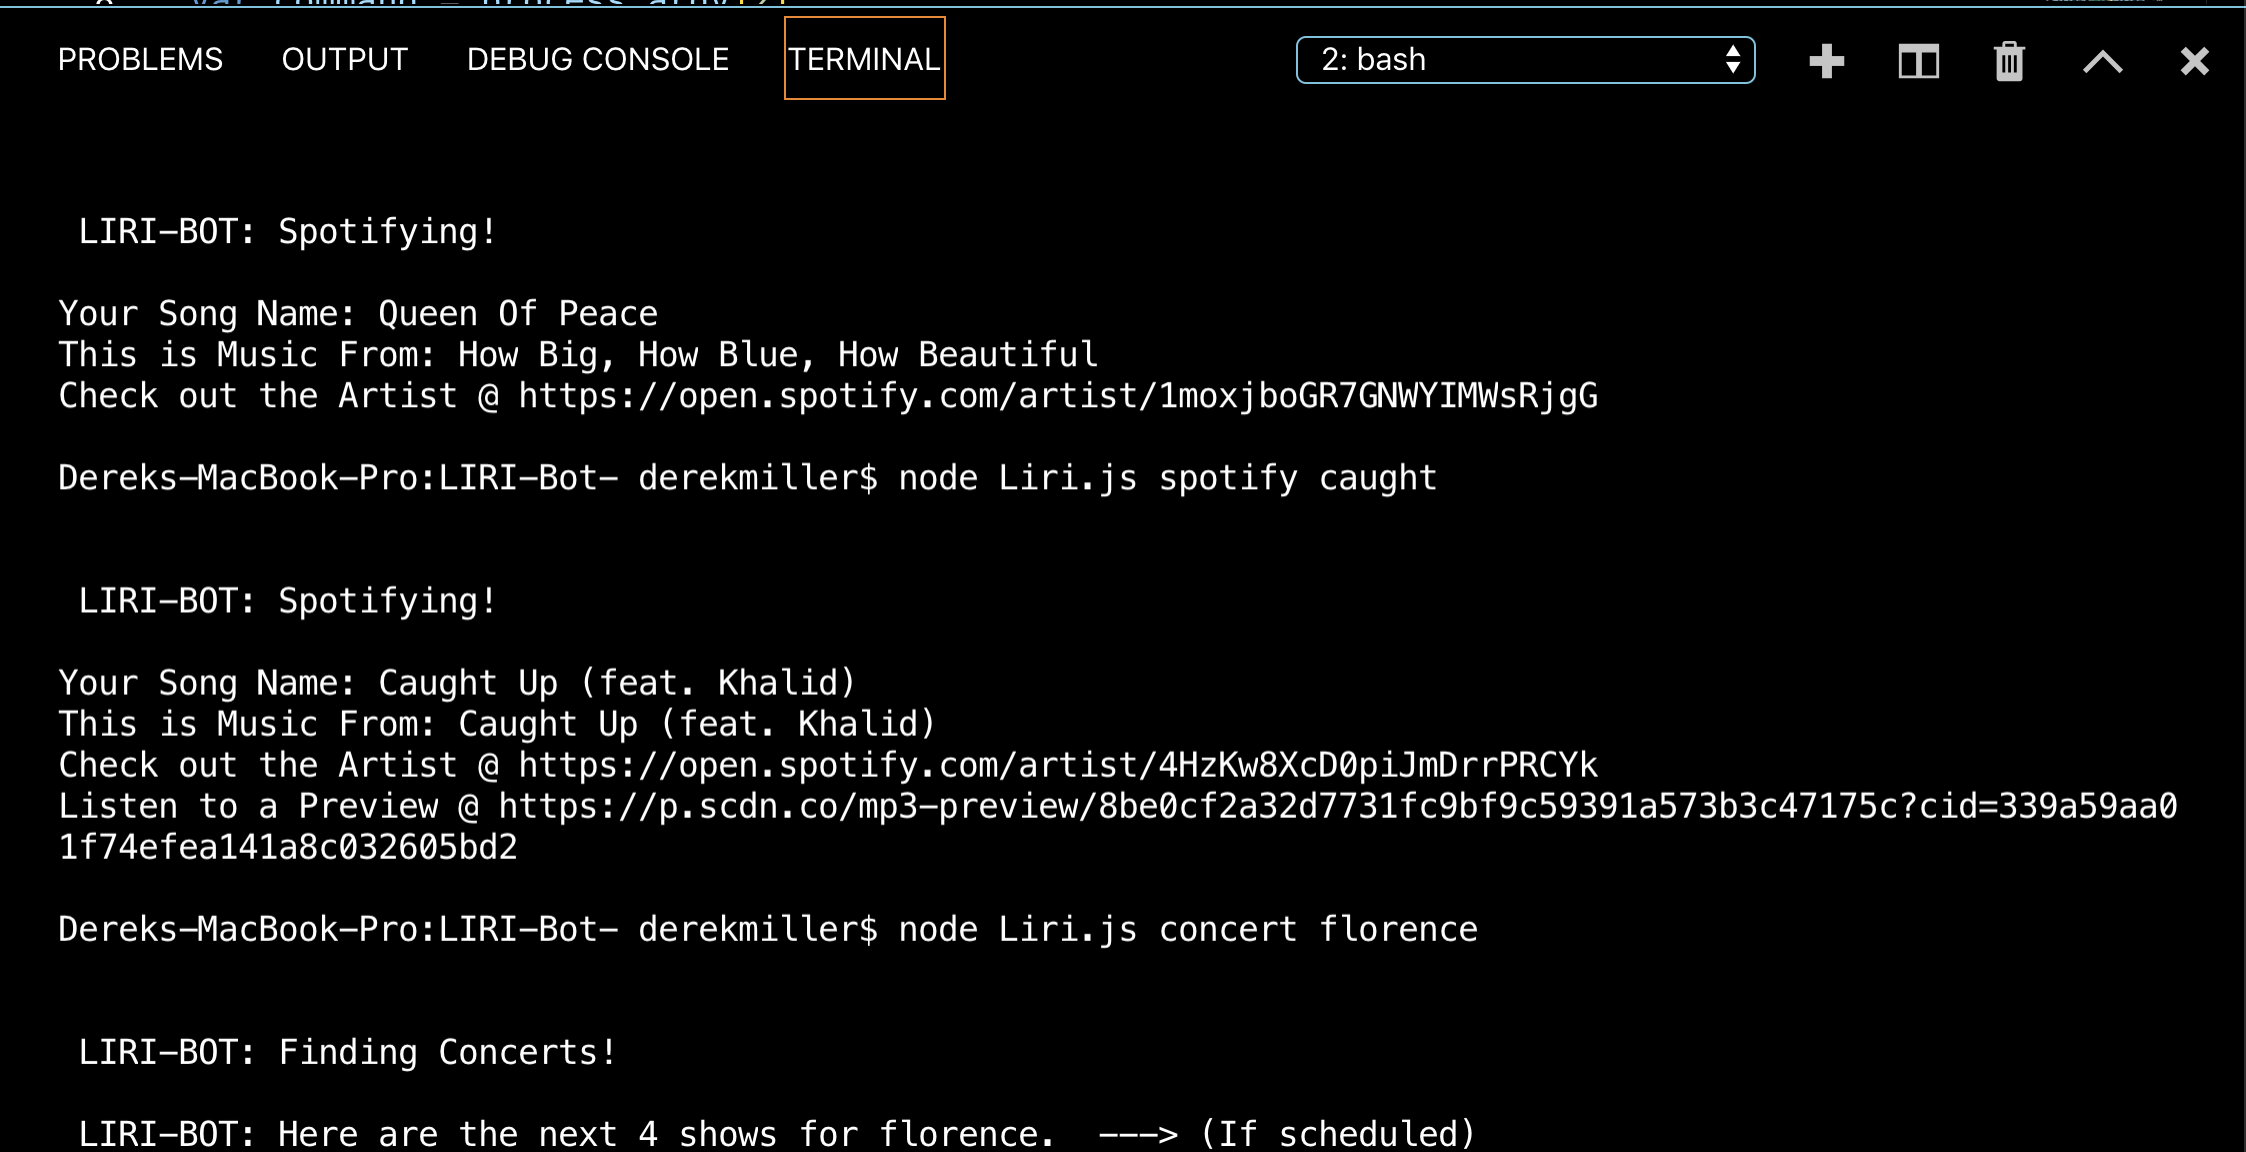 PROBLEMS OUTPUT DEBUG CONSOLE TERMINAL 2: bash
LIRI-BOT: Spotifying!
Your Song Name: Queen Of Peace
This is Music From: How Big, How Blue, How Beautiful
Check out the Artist @ https://open.spotify.com/artist/1moxjboGR7GNWYIMWsRjgG
Dereks-MacBook-Pro:LIRI-Bot- derekmiller$ node Liri.js spotify caught
LIRI-BOT: Spotifying!
Your Song Name: Caught Up (feat. Khalid)
This is Music From: Caught Up (feat. Khalid)
Check out the Artist @ https://open.spotify.com/artist/4HzKw8XcD0piJmDrrPRCYk
Listen to a Preview @ https://p.scdn.co/mp3-preview/8be0cf2a32d7731fc9bf9c59391a573b3c47175c?cid=339a59aa0
1f74efea141a8c032605bd2
Dereks-MacBook-Pro:LIRI-Bot- derekmiller$ node Liri.js concert florence
LIRI-BOT: Finding Concerts!
LIRI-BOT: Here are the next 4 shows for florence.  ---> (If scheduled)